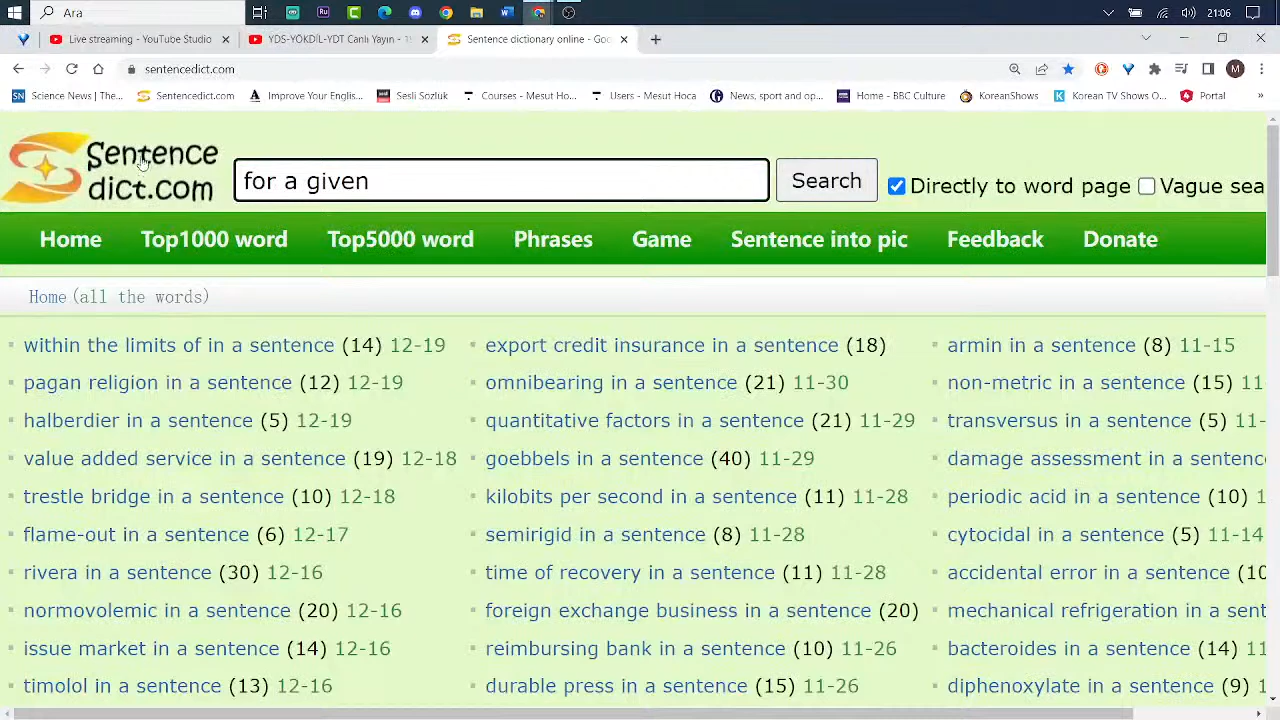 Ara
21:06
Live streaming - YouTube Studio
YDS-YÖKDİL-YDT Canlı Yayın -
Sentence dictionary online - Goo
sentencedict.com
Science News | The...
Sentencedict.com
Improve Your Englis...
Sesli Sozluk
Courses - Mesut Ho...
Users - Mesut Hoca
News, sport and op...
Home - BBC Culture
KoreanShows
Korean TV Shows O...
Portal
»
Sentence
dict.com
for a given
Search
Directly to word page
Vague sea
Home
Top1000 word
Top5000 word
Phrases
Game
Sentence into pic
Feedback
Donate
Home(all the words)
within the limits of in a sentence (14) 12-19
export credit insurance in a sentence (18)
armin in a sentence (8) 11-15
pagan religion in a sentence (12) 12-19
omnibearing in a sentence (21) 11-30
non-metric in a sentence (15) 11
halberdier in a sentence (5) 12-19
quantitative factors in a sentence (21) 11-29
transversus in a sentence (5) 11-
value added service in a sentence (19) 12-18
goebbels in a sentence (40) 11-29
damage assessment in a sentenc
trestle bridge in a sentence (10) 12-18
kilobits per second in a sentence (11) 11-28
periodic acid in a sentence (10) 1
flame-out in a sentence (6) 12-17
semirigid in a sentence (8) 11-28
cytocidal in a sentence (5) 11-14
rivera in a sentence (30) 12-16
time of recovery in a sentence (11) 11-28
accidental error in a sentence (10
normovolemic in a sentence (20) 12-16
foreign exchange business in a sentence (20)
mechanical refrigeration in a sent
issue market in a sentence (14) 12-16
reimbursing bank in a sentence (10) 11-26
bacteroides in a sentence (14) 11
timolol in a sentence (13) 12-16
durable press in a sentence (15) 11-26
diphenoxylate in a sentence (9) 1